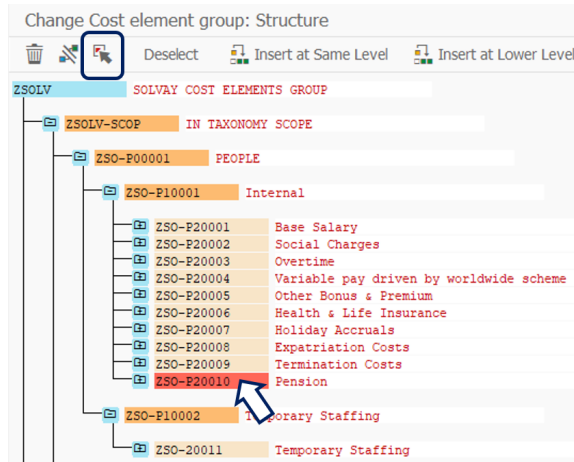 Change Cost element group: Structure
Deselect Insert at Same Level Insert at Lower Level
ZSOLV SOLVAY COST ELEMENTS GROUP
ZSOLV-SCOP IN TAXONOMY SCOPE
ZSO-P00001 PEOPLE
ZSO-P10001 Internal
ZSO-P20001 Base Salary
ZSO-P20002 Social Charges
ZSO-P20003 Overtime
ZSO-P20004 Variable pay driven by worldwide scheme
ZSO-P20005 Other Bonus & Premium
ZSO-P20006 Health & Life Insurance
ZSO-P20007 Holiday Accruals
ZSO-P20008 Expatriation Costs
ZSO-P20009 Termination Costs
ZSO-P20010 Pension
ZSO-P10002 Temporary Staffing
ZSO-20011 Temporary Staffing